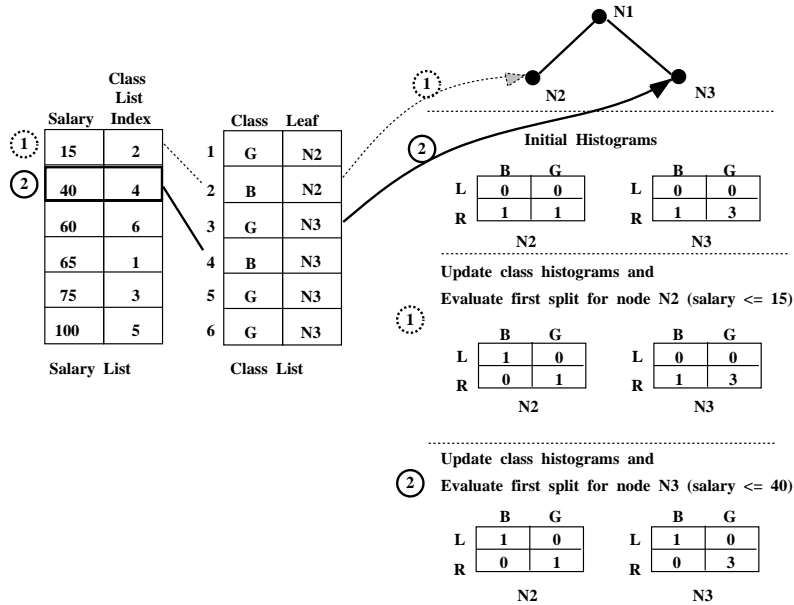 Class
List
Salary Index
1 15 2
2 40 4
60 6
65 1
75 3
100 5
Salary List
Class Leaf
1 G N2
2 B N2
3 G N3
4 B N3
5 G N3
6 G N3
Class List
1
2
N1
N2
N3
Initial Histograms
B G B G
L 0 0 L 0 0
R 1 1 R 1 3
N2 N3
Update class histograms and
Evaluate first split for node N2 (salary <= 15)
1
B G B G
L 1 0 L 0 0
R 0 1 R 1 3
N2 N3
Update class histograms and
2 Evaluate first split for node N3 (salary <= 40)
B G B G
L 1 0 L 1 0
R 0 1 R 0 3
N2 N3